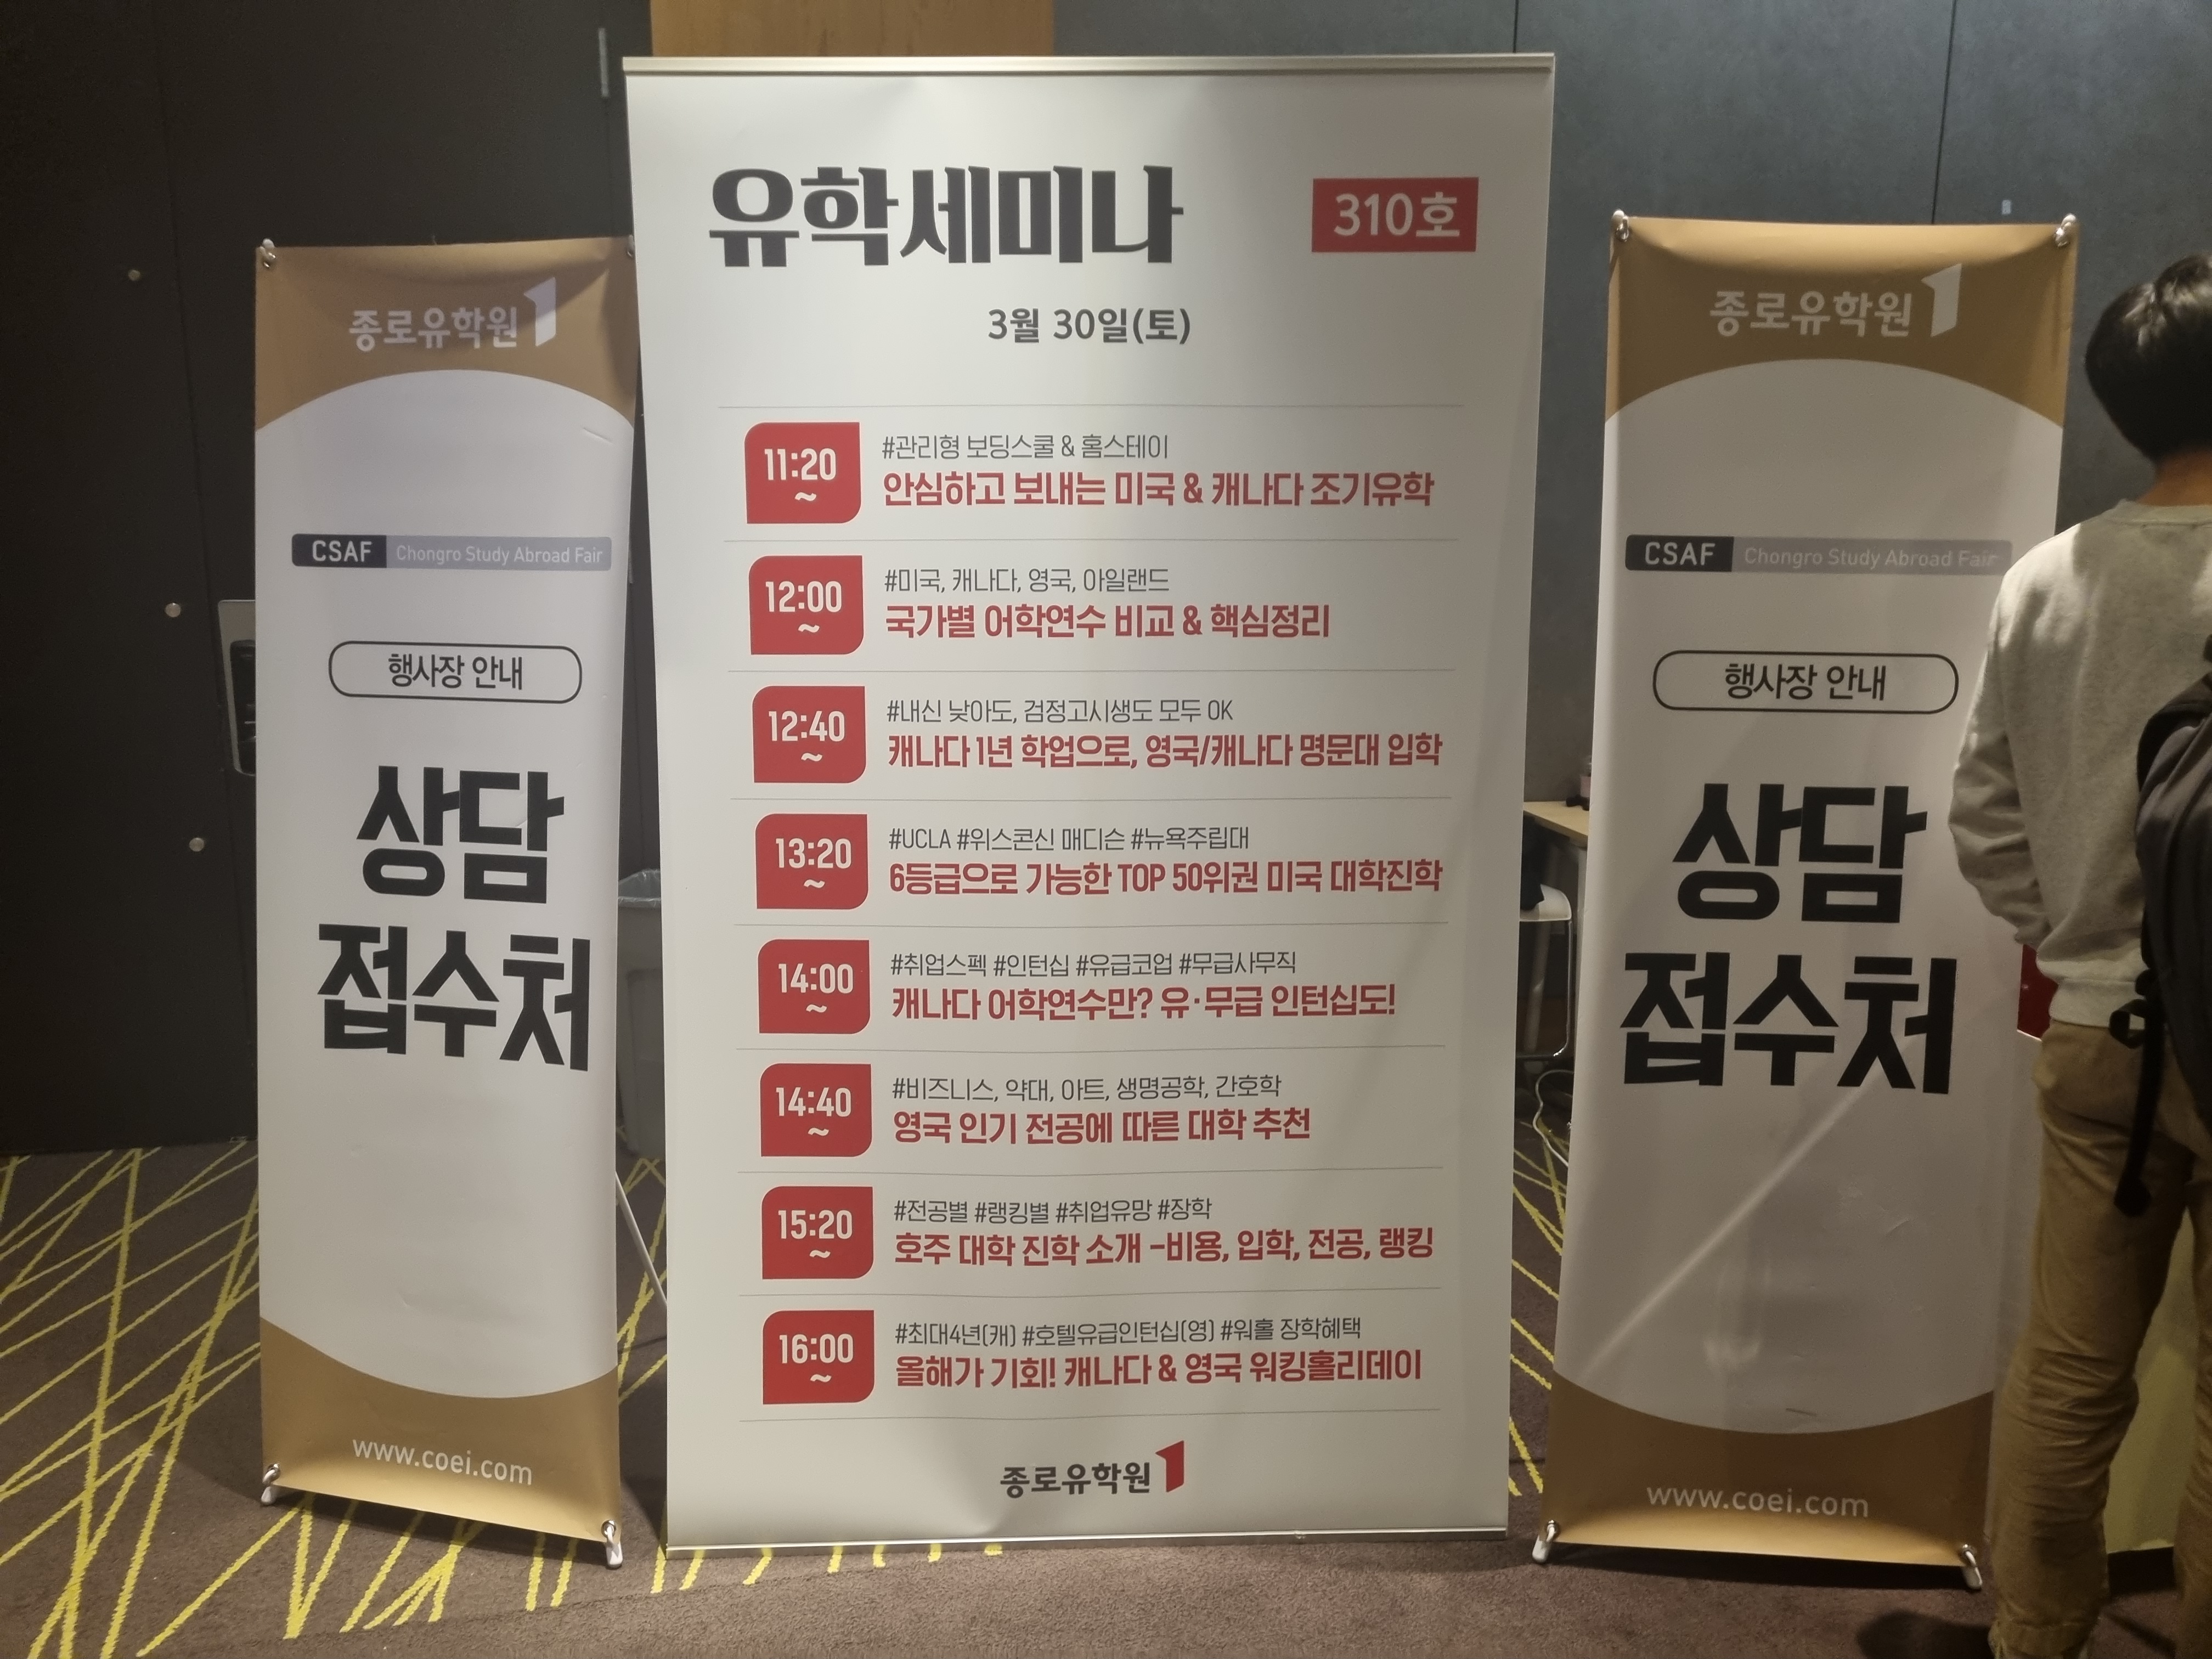 종로유학원
CSAF Chongro Study Abroad Fair
행사장 안내
상담
접수처
www.coei.com
유학세미나
310호
3월 30일(토)
11:20~
#관리형 보딩스쿨 & 홈스테이
안심하고 보내는 미국 & 캐나다 조기유학
12:00~
#미국, 캐나다, 영국, 아일랜드
국가별 어학연수 비교 & 핵심정리
12:40~
#내신 낮아도, 검정고시생도 모두 OK
캐나다 1년 학업으로, 영국/캐나다 명문대 입학
13:20~
#UCLA #위스콘신 매디슨 #뉴욕주립대
6등급으로 가능한 TOP 50위권 미국 대학진학
14:00~
#취업스펙 #인턴십 #유급코업 #무급사무직
캐나다 어학연수만? 유·무급 인턴십도!
14:40~
#비즈니스, 약대, 아트, 생명공학, 간호학
영국 인기 전공에 따른 대학 추천
15:20~
#전공별 #랭킹별 #취업유망 #장학
호주 대학 진학 소개 -비용, 입학, 전공, 랭킹
16:00~
#최대4년(캐) #호텔유급인턴십(영) #워홀 장학혜택
올해가 기회! 캐나다 & 영국 워킹홀리데이
종로유학원
종로유학원
CSAF Chongro Study Abroad Fair
행사장 안내
상담
접수처
www.coei.com